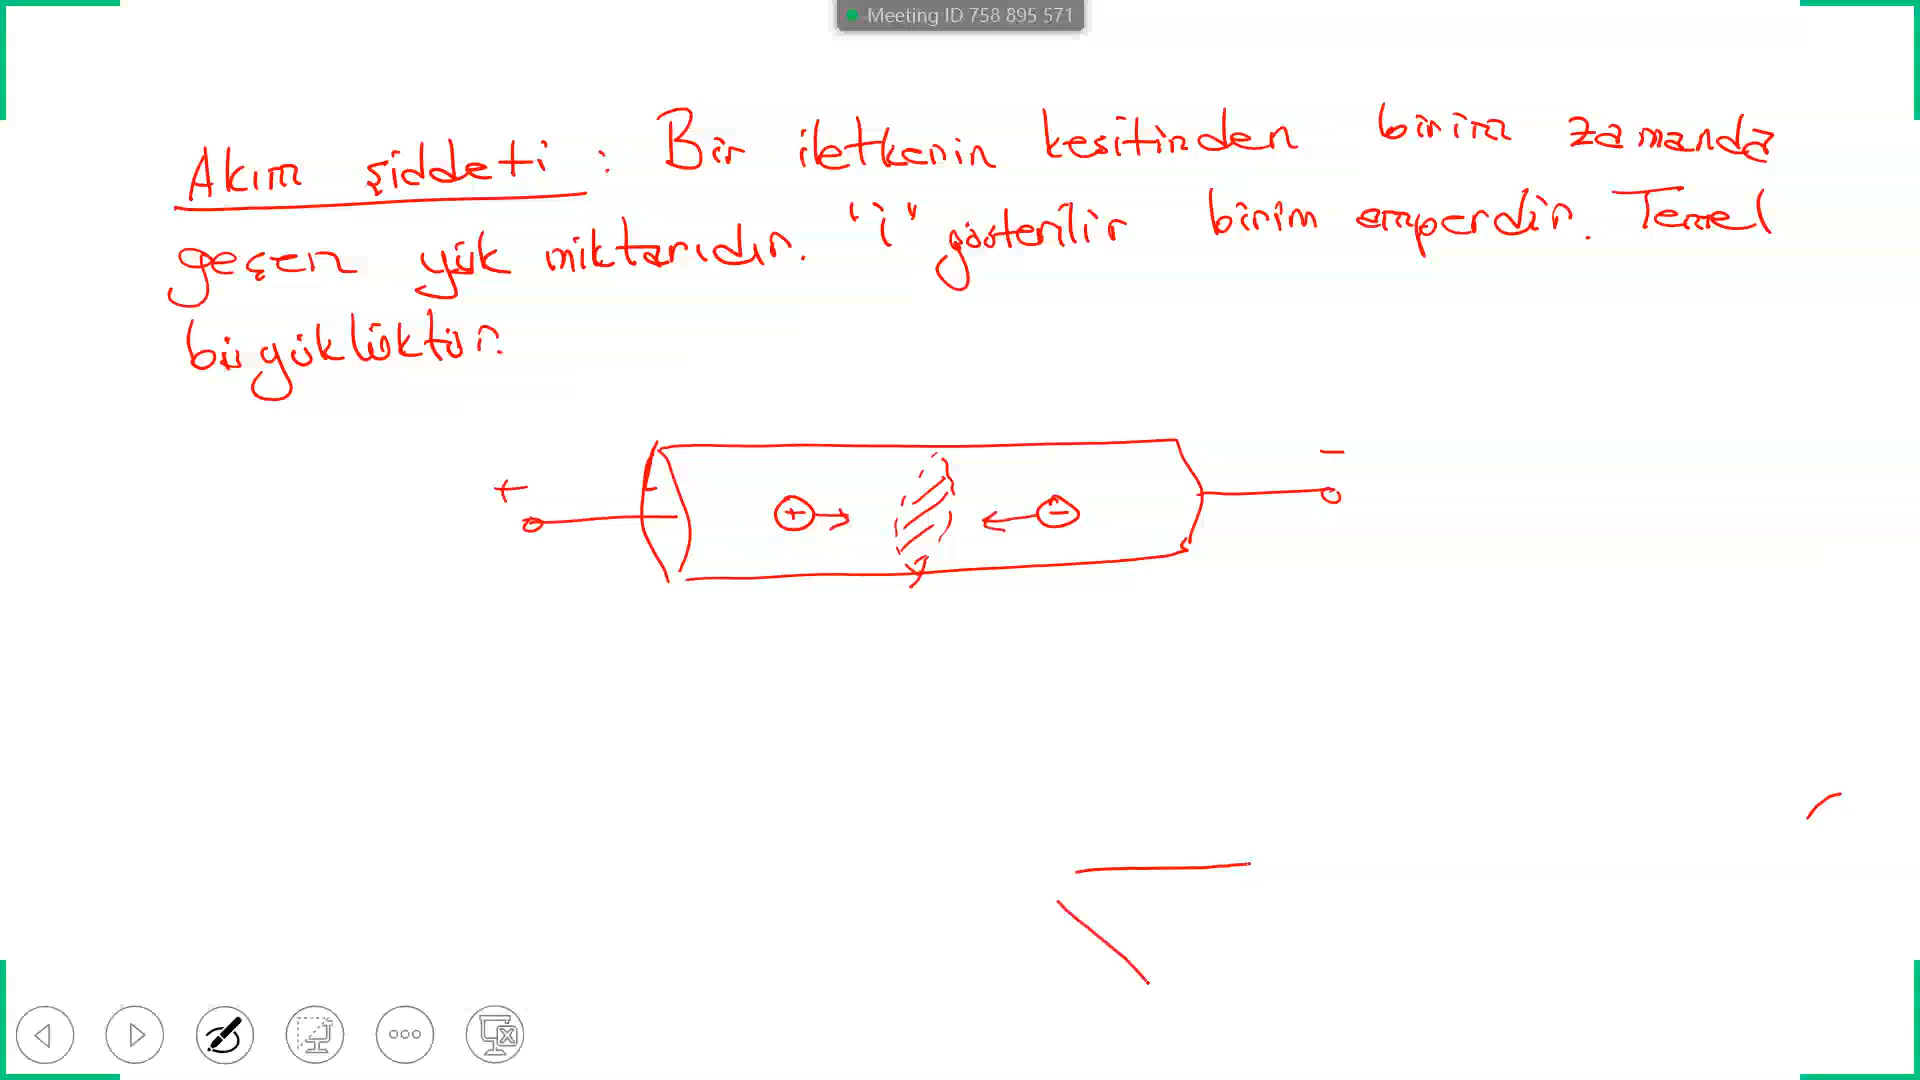 Meeting ID 758 895 571
Akım şiddeti : Bir iletkenin kesitinden birim zamanda
geçen yük miktarıdır. "i" gösterilir birim amperdir. Temel
büyüklüktür.
+ -
+ -